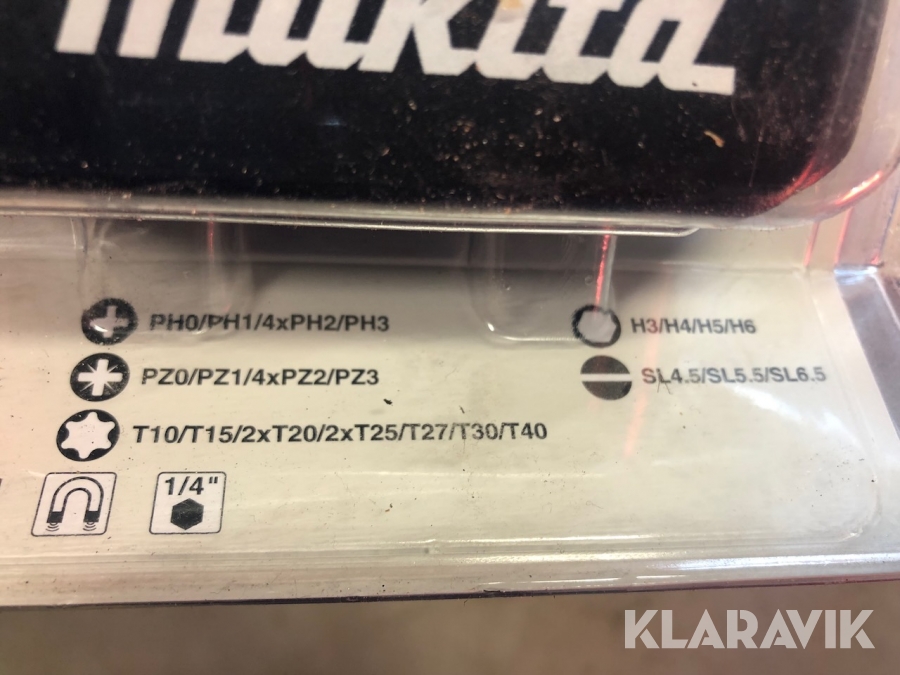 makita
PH0/PH1/4xPH2/PH3
H3/H4/H5/H6
PZ0/PZ1/4xPZ2/PZ3
SL4.5/SL5.5/SL6.5
T10/T15/2xT20/2xT25/T27/T30/T40
1/4"
KLARAVIK